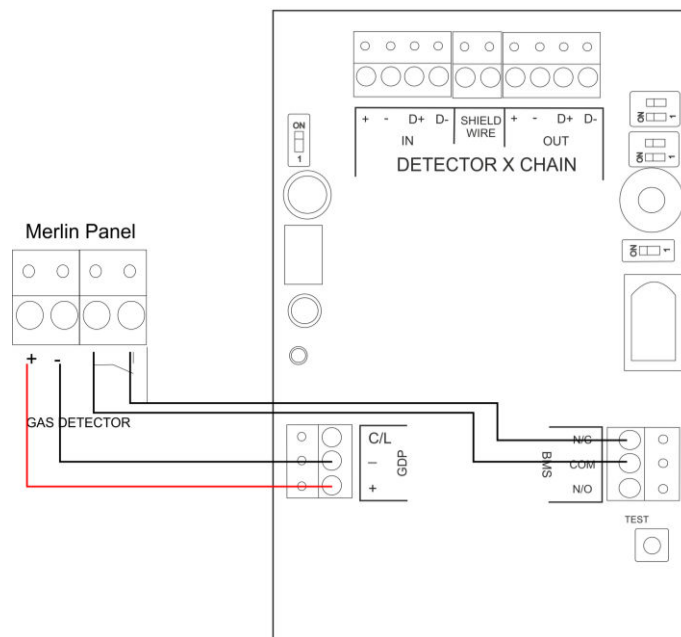 + - D+ D- SHIELD WIRE + - D+ D-
IN OUT
DETECTOR X CHAIN
ON
1
ON 1
ON 1
ON 1
Merlin Panel
+ -
GAS DETECTOR
C/L
–
+
GDP
BMS
N/C
COM
N/O
TEST